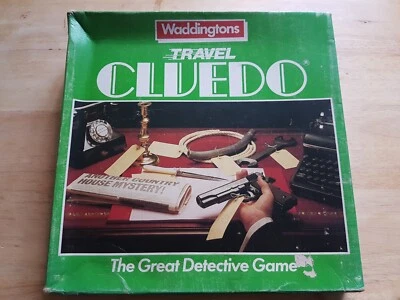 Waddingtons
TRAVEL
CLUEDO®
ANOTHER COUNTRY
HOUSE MYSTERY!
The Great Detective Game